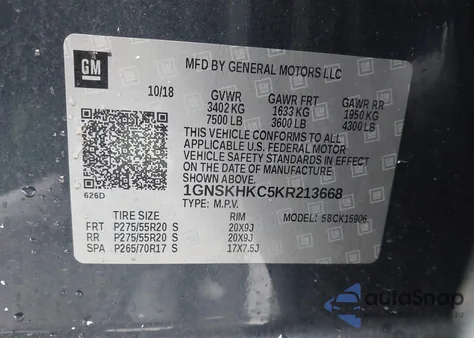 GM
MFD BY GENERAL MOTORS LLC
10/18
GVWR GAWR FRT GAWR RR
3402 KG 1633 KG 1950 KG
7500 LB 3600 LB 4300 LB
THIS VEHICLE CONFORMS TO ALL
APPLICABLE U.S. FEDERAL MOTOR
VEHICLE SAFETY STANDARDS IN EFFECT
ON THE DATE OF MANUFACTURE
SHOWN ABOVE.
1GNSKHKC5KR213668
TYPE: M.P.V.
626D
MODEL: 58CK15906
TIRE SIZE RIM
FRT P275/55R20 S 20X9J
RR P275/55R20 S 20X9J
SPA P265/70R17 S 17X7.5J
autoSnap